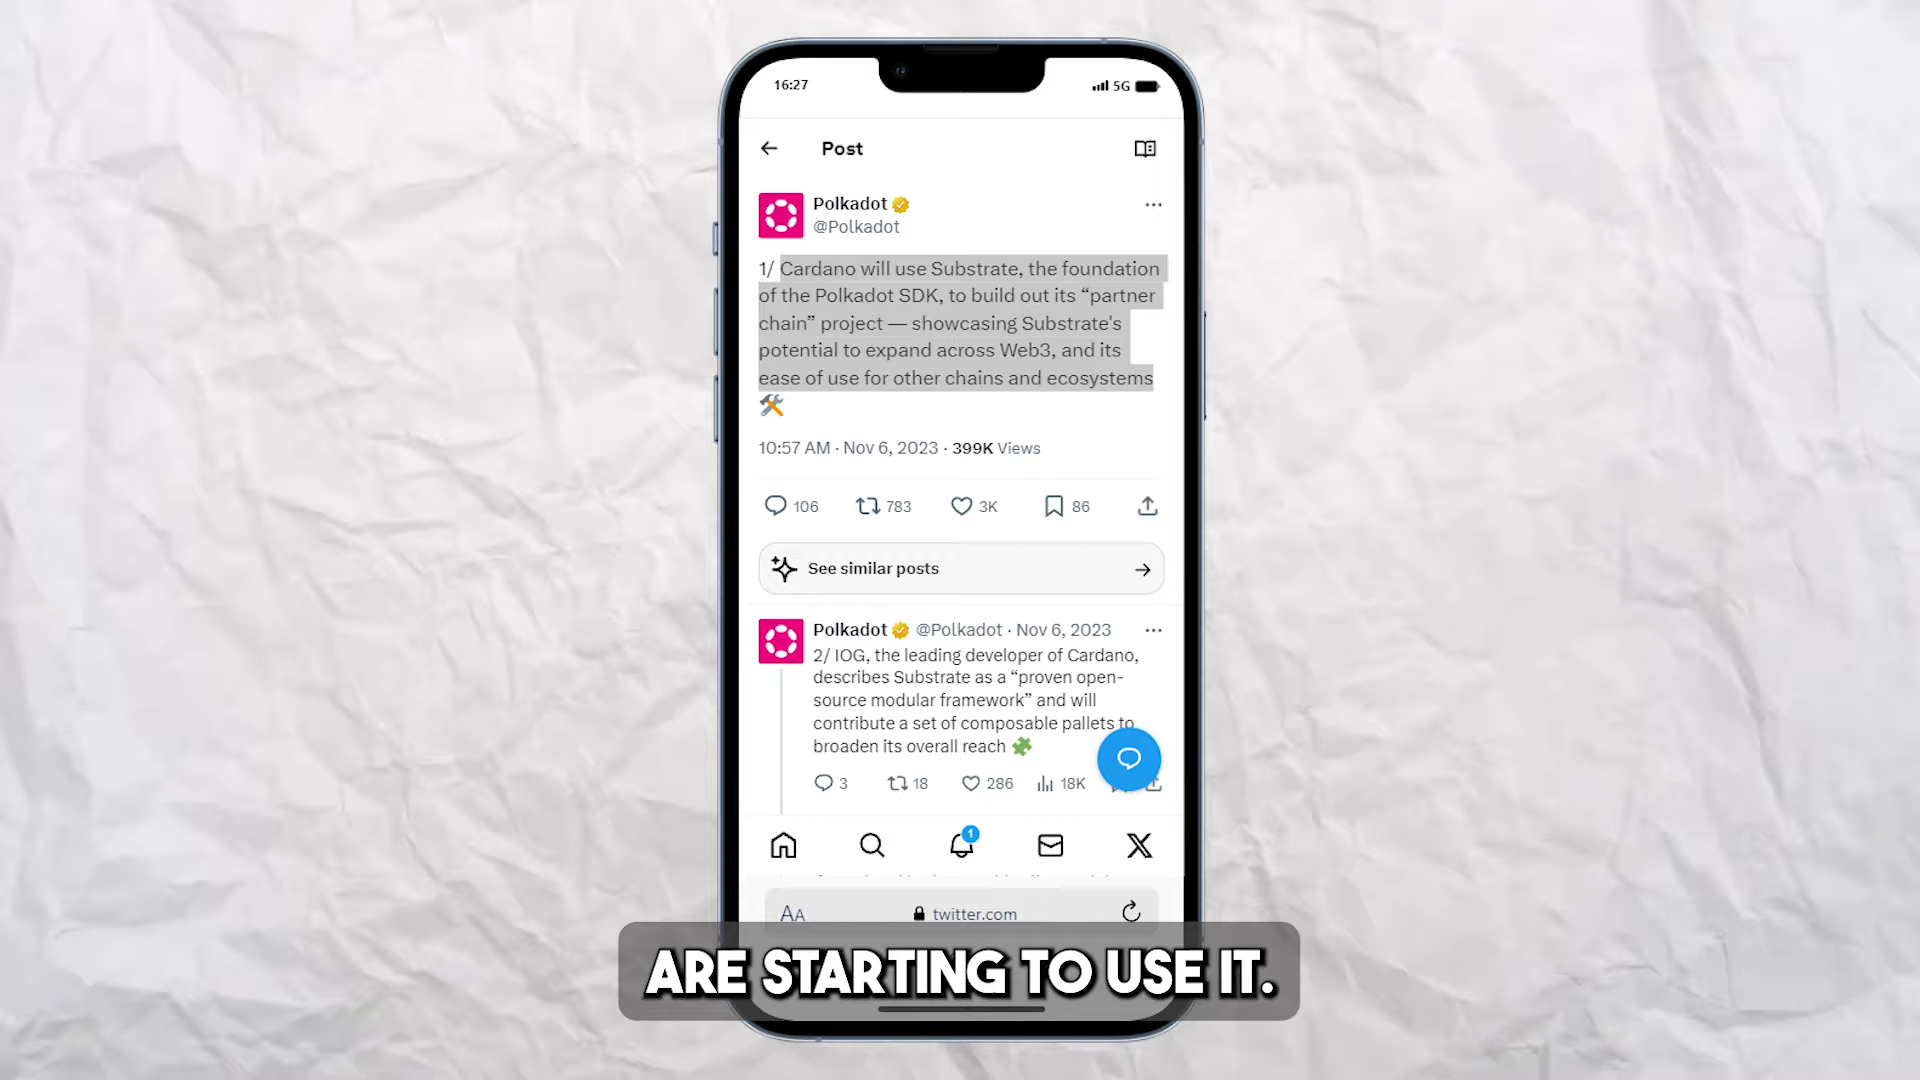 16:27
5G
Post
Polkadot
@Polkadot
1/ Cardano will use Substrate, the foundation
of the Polkadot SDK, to build out its “partner
chain” project — showcasing Substrate's
potential to expand across Web3, and its
ease of use for other chains and ecosystems
10:57 AM · Nov 6, 2023 · 399K Views
106 783 3K 86
See similar posts
Polkadot @Polkadot · Nov 6, 2023
2/ IOG, the leading developer of Cardano,
describes Substrate as a “proven open-
source modular framework” and will
contribute a set of composable pallets to
broaden its overall reach
3 18 286 18K
1
AA twitter.com
ARE STARTING TO USE IT.